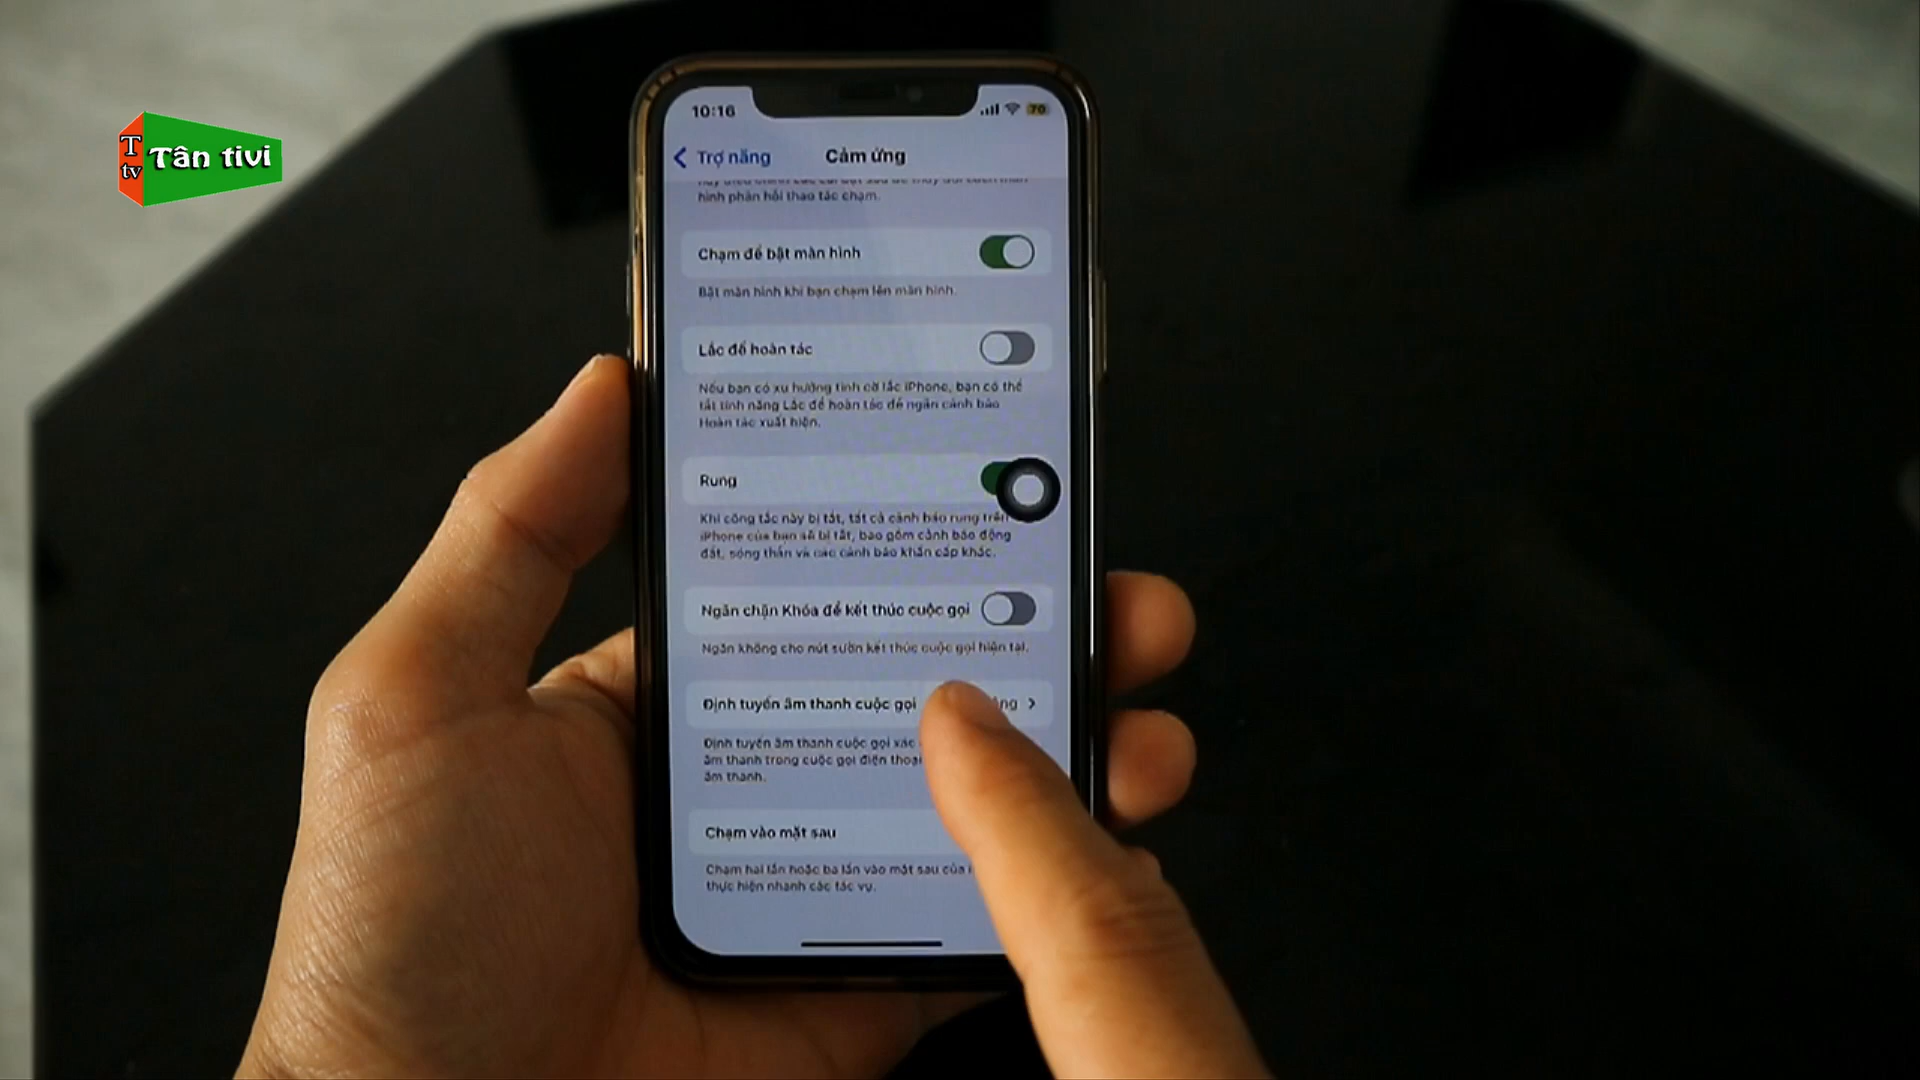 T
tv
Tân tivi
10:16
70
Trợ năng
Cảm ứng
hình phản hồi thao tác chạm.
Chạm để bật màn hình
Bật màn hình khi bạn chạm lên màn hình.
Lắc để hoàn tác
Nếu bạn có xu hướng tình cờ lắc iPhone, bạn có thể
tắt tính năng Lắc để hoàn tác để ngăn cảnh báo
Hoàn tác xuất hiện.
Rung
Khi công tắc này bị tắt, tất cả cảnh báo rung trên
iPhone của bạn sẽ bị tắt, bao gồm cảnh báo động
đất, sóng thần và các cảnh báo khẩn cấp khác.
Ngăn chặn Khóa để kết thúc cuộc gọi
Ngăn không cho nút sườn kết thúc cuộc gọi hiện tại.
Định tuyến âm thanh cuộc gọi
Định tuyến âm thanh cuộc gọi xác
âm thanh trong cuộc gọi điện thoại
âm thanh.
Chạm vào mặt sau
Chạm hai lần hoặc ba lần vào mặt sau của
thực hiện nhanh các tác vụ.